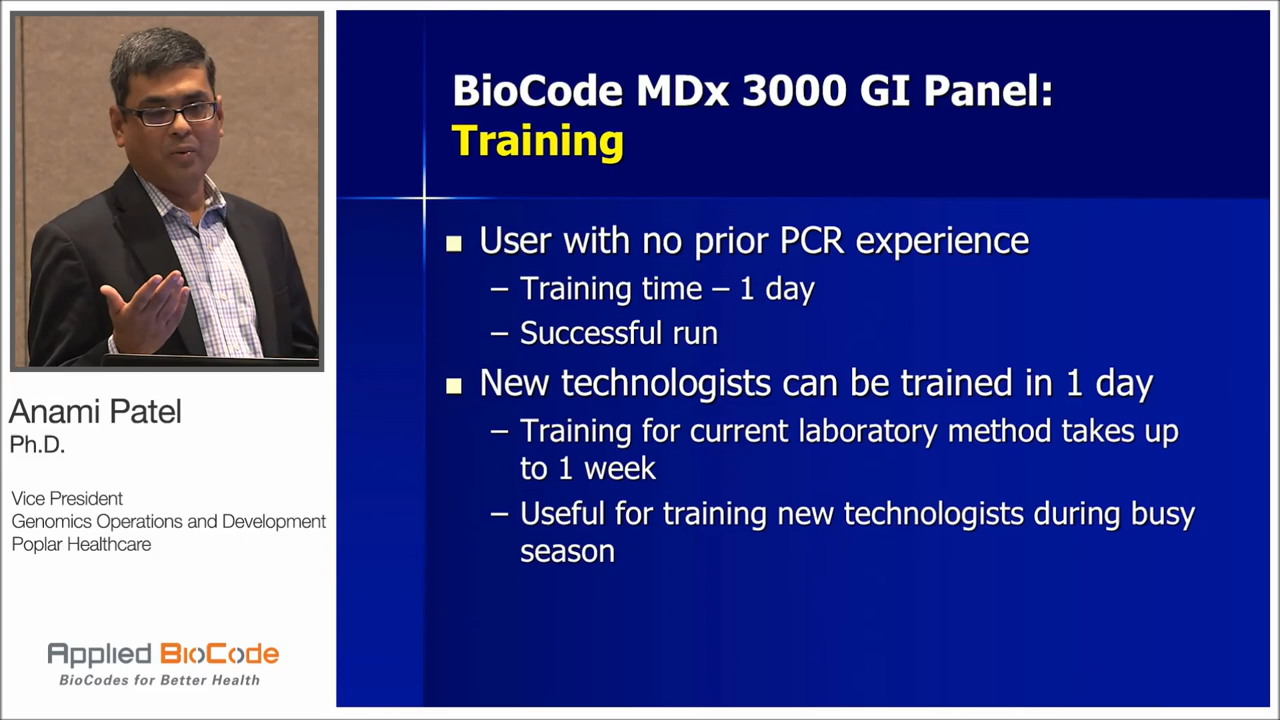 BioCode MDx 3000 GI Panel:
Training
■ User with no prior PCR experience
– Training time – 1 day
– Successful run
■ New technologists can be trained in 1 day
– Training for current laboratory method takes up
to 1 week
– Useful for training new technologists during busy
season
Anami Patel
Ph.D.
Vice President
Genomics Operations and Development
Poplar Healthcare
Applied BioCode
BioCodes for Better Health